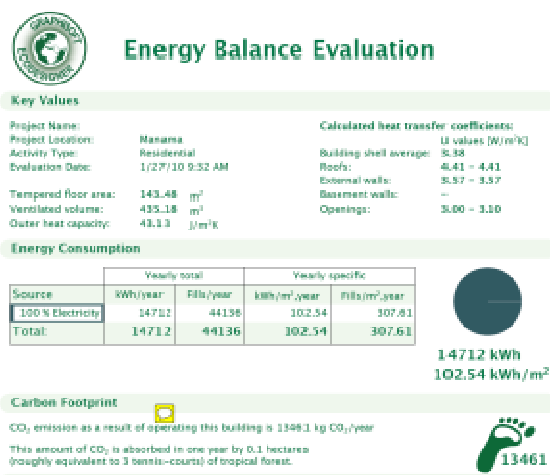 GRAPHISOFT
ECODESIGNER
Energy Balance Evaluation
Key Values
Project Name:
Project Location: Manama
Activity Type: Residential
Evaluation Date: 1/27/10 9:32 AM
Tempered floor area: 143.48 m²
Ventilated volume: 435.18 m³
Outer heat capacity: 43.13 J/m²K
Calculated heat transfer coefficients:
U values [W/m²K]
Building shell average: 3.38
Roofs: 4.41 - 4.41
External walls: 3.57 - 3.57
Basement walls: --
Openings: 3.00 - 3.10
Energy Consumption
Yearly total Yearly specific
Source kWh/year Fills/year kWh/m²,year Fills/m²,year
100 % Electricity 14712 44136 102.54 307.61
Total: 14712 44136 102.54 307.61
14712 kWh
102.54 kWh/m²
Carbon Footprint
CO₂ emission as a result of operating this building is 13461 kg CO₂/year
This amount of CO₂ is absorbed in one year by 0.1 hectares
(roughly equivalent to 3 tennis-courts) of tropical forest.
13461